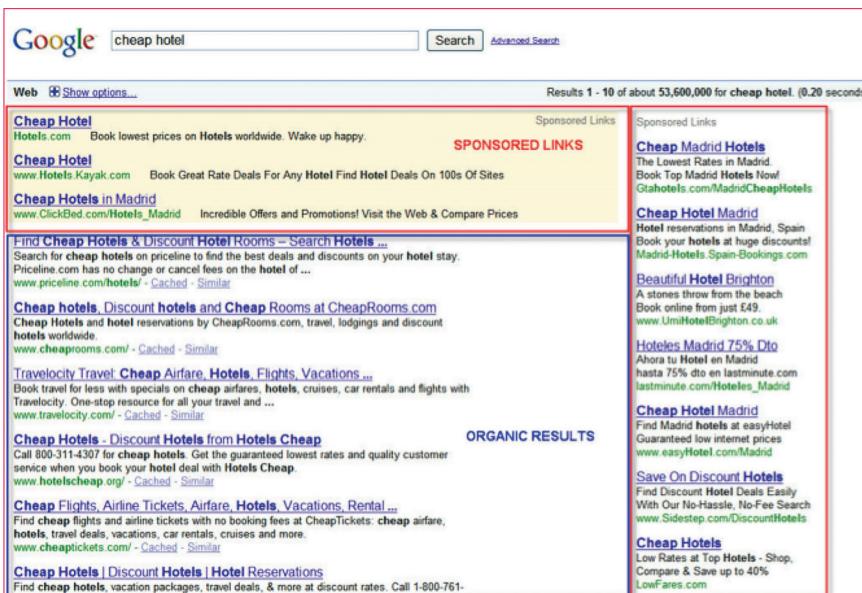 Google
cheap hotel
Search
Advanced Search
Web Show options...
Results 1 - 10 of about 53,600,000 for cheap hotel. (0.20 seconds
Cheap Hotel
Sponsored Links
Hotels.com Book lowest prices on Hotels worldwide. Wake up happy.
SPONSORED LINKS
Cheap Hotel
www.Hotels.Kayak.com Book Great Rate Deals For Any Hotel Find Hotel Deals On 100s Of Sites
Cheap Hotels in Madrid
www.ClickBed.com/Hotels_Madrid Incredible Offers and Promotions! Visit the Web & Compare Prices
Find Cheap Hotels & Discount Hotel Rooms – Search Hotels ...
Search for cheap hotels on priceline to find the best deals and discounts on your hotel stay.
Priceline.com has no change or cancel fees on the hotel of ...
www.priceline.com/hotels/ - Cached - Similar
Cheap hotels, Discount hotels and Cheap Rooms at CheapRooms.com
Cheap Hotels and hotel reservations by CheapRooms.com, travel, lodgings and discount
hotels worldwide.
www.cheaprooms.com/ - Cached - Similar
Travelocity Travel: Cheap Airfare, Hotels, Flights, Vacations ...
Book travel for less with specials on cheap airfares, hotels, cruises, car rentals and flights with
Travelocity. One-stop resource for all your travel and ...
www.travelocity.com/ - Cached - Similar
Cheap Hotels - Discount Hotels from Hotels Cheap
ORGANIC RESULTS
Call 800-311-4307 for cheap hotels. Get the guaranteed lowest rates and quality customer
service when you book your hotel deal with Hotels Cheap.
www.hotelscheap.org/ - Cached - Similar
Cheap Flights, Airline Tickets, Airfare, Hotels, Vacations, Rental ...
Find cheap flights and airline tickets with no booking fees at CheapTickets: cheap airfare,
hotels, travel deals, vacations, car rentals, cruises and more.
www.cheaptickets.com/ - Cached - Similar
Cheap Hotels | Discount Hotels | Hotel Reservations
Find cheap hotels, vacation packages, travel deals, & more at discount rates. Call 1-800-761-
Sponsored Links
Cheap Madrid Hotels
The Lowest Rates in Madrid.
Book Top Madrid Hotels Now!
Gtahotels.com/MadridCheapHotels
Cheap Hotel Madrid
Hotel reservations in Madrid, Spain
Book your hotels at huge discounts!
Madrid-Hotels.Spain-Bookings.com
Beautiful Hotel Brighton
A stones throw from the beach
Book online from just £49.
www.UmiHotelBrighton.co.uk
Hoteles Madrid 75% Dto
Ahora tu Hotel en Madrid
hasta 75% dto en lastminute.com
lastminute.com/Hoteles_Madrid
Cheap Hotel Madrid
Find Madrid hotels at easyHotel
Guaranteed low internet prices
www.easyHotel.com/Madrid
Save On Discount Hotels
Find Discount Hotel Deals Easily
With Our No-Hassle, No-Fee Search
www.Sidestep.com/DiscountHotels
Cheap Hotels
Low Rates at Top Hotels - Shop,
Compare & Save up to 40%
LowFares.com